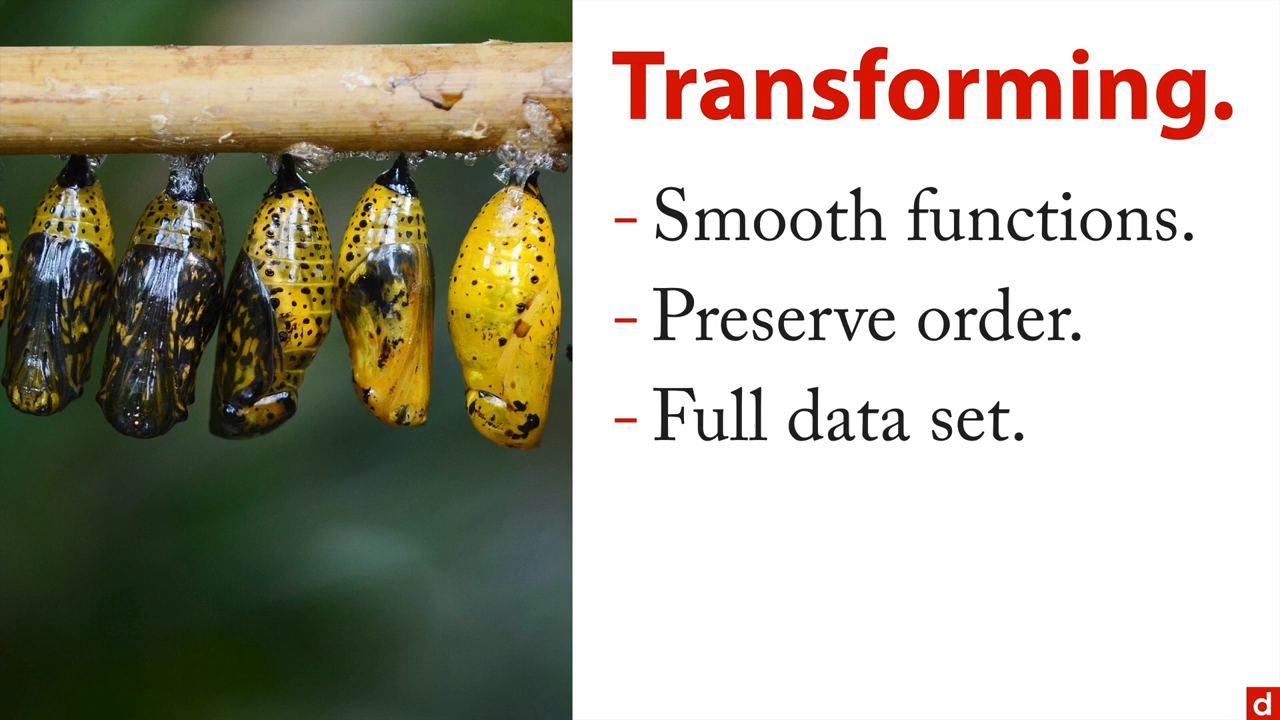 Transforming.
- Smooth functions.
- Preserve order.
- Full data set.
d